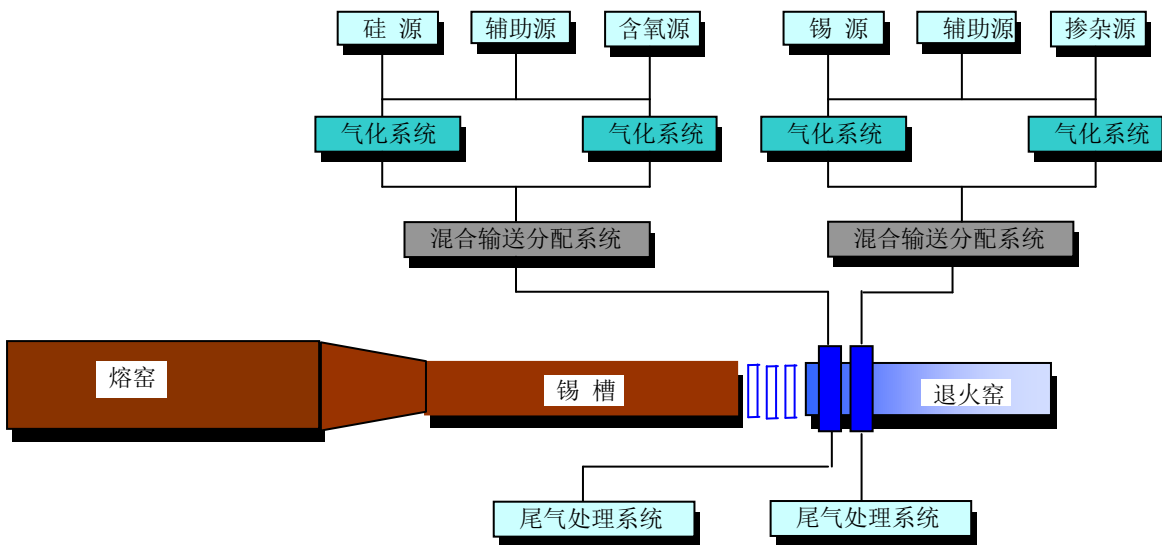 硅 源
辅助源
含氧源
锡 源
辅助源
掺杂源
气化系统
气化系统
气化系统
气化系统
混合输送分配系统
混合输送分配系统
熔窑
锡 槽
退火窑
尾气处理系统
尾气处理系统